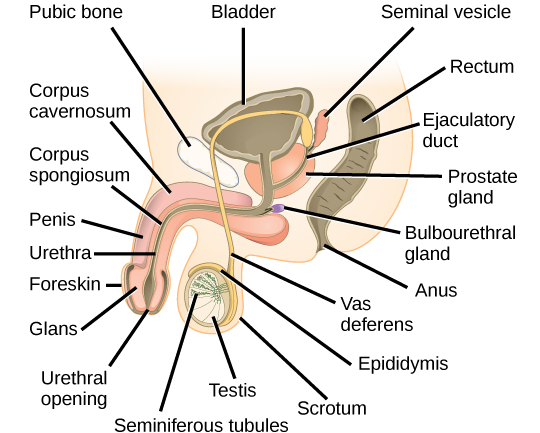 Pubic bone
Bladder
Seminal vesicle
Rectum
Corpus
cavernosum
Ejaculatory
duct
Corpus
spongiosum
Prostate
gland
Penis
Bulbourethral
gland
Urethra
Foreskin
Anus
Vas
deferens
Glans
Epididymis
Urethral
opening
Testis
Scrotum
Seminiferous tubules